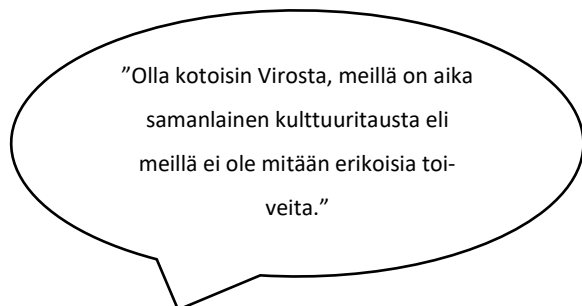 ”Olla kotoisin Virosta, meillä on aika
samanlainen kulttuuritausta eli
meillä ei ole mitään erikoisia toi-
veita.”